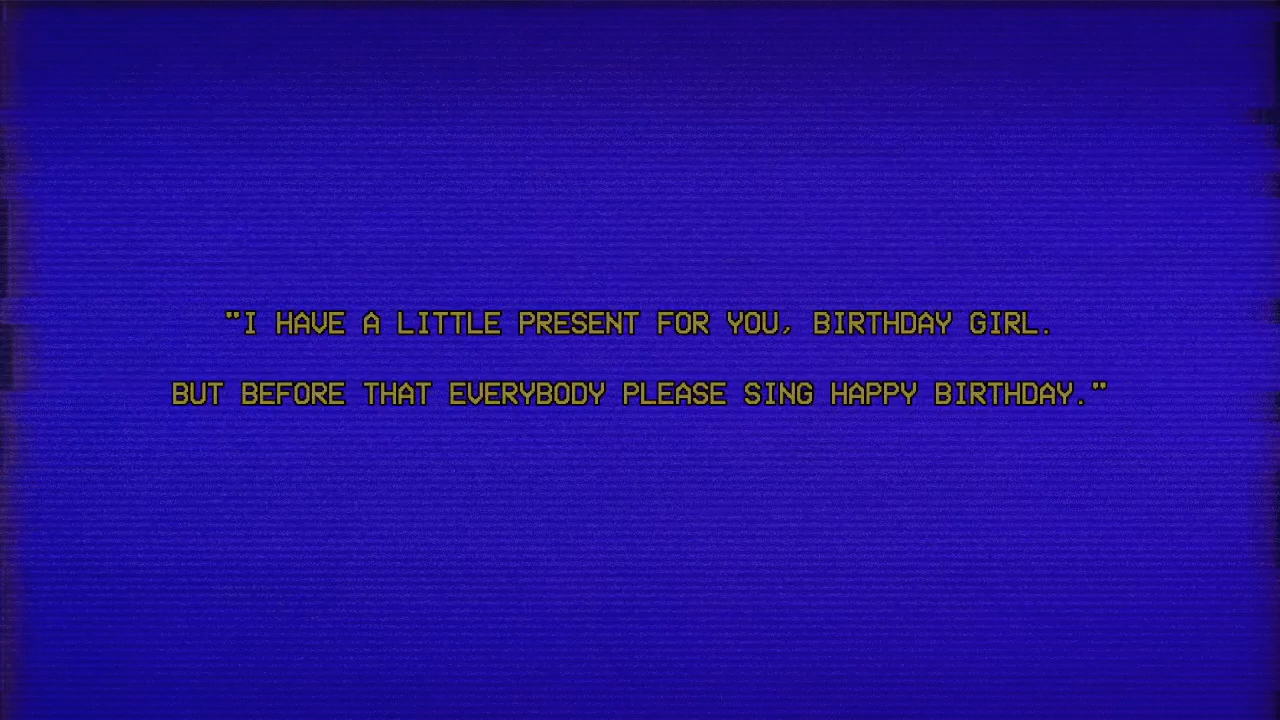 "I HAVE A LITTLE PRESENT FOR YOU, BIRTHDAY GIRL.
BUT BEFORE THAT EVERYBODY PLEASE SING HAPPY BIRTHDAY."